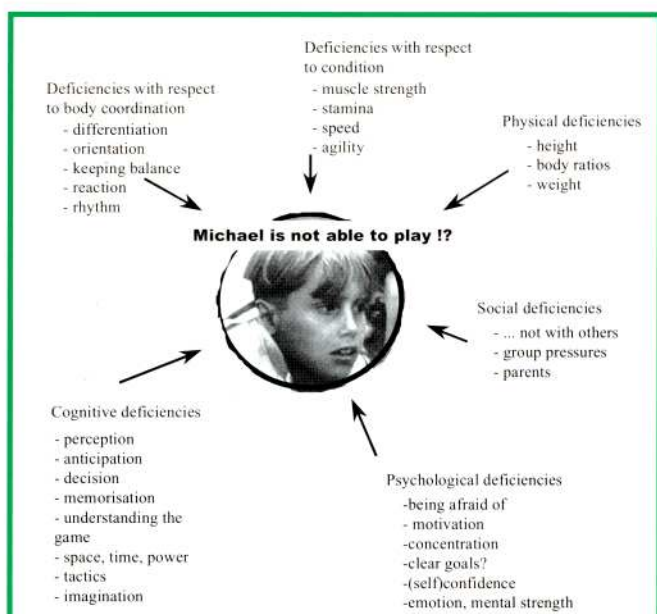 Deficiencies with respect
to condition
- muscle strength
- stamina
- speed
- agility
Deficiencies with respect
to body coordination
- differentiation
- orientation
- keeping balance
- reaction
- rhythm
Physical deficiencies
- height
- body ratios
- weight
Michael is not able to play !?
Social deficiencies
- ... not with others
- group pressures
- parents
Cognitive deficiencies
- perception
- anticipation
- decision
- memorisation
- understanding the
game
- space, time, power
- tactics
- imagination
Psychological deficiencies
-being afraid of
- motivation
-concentration
-clear goals?
-(self)confidence
-emotion, mental strength